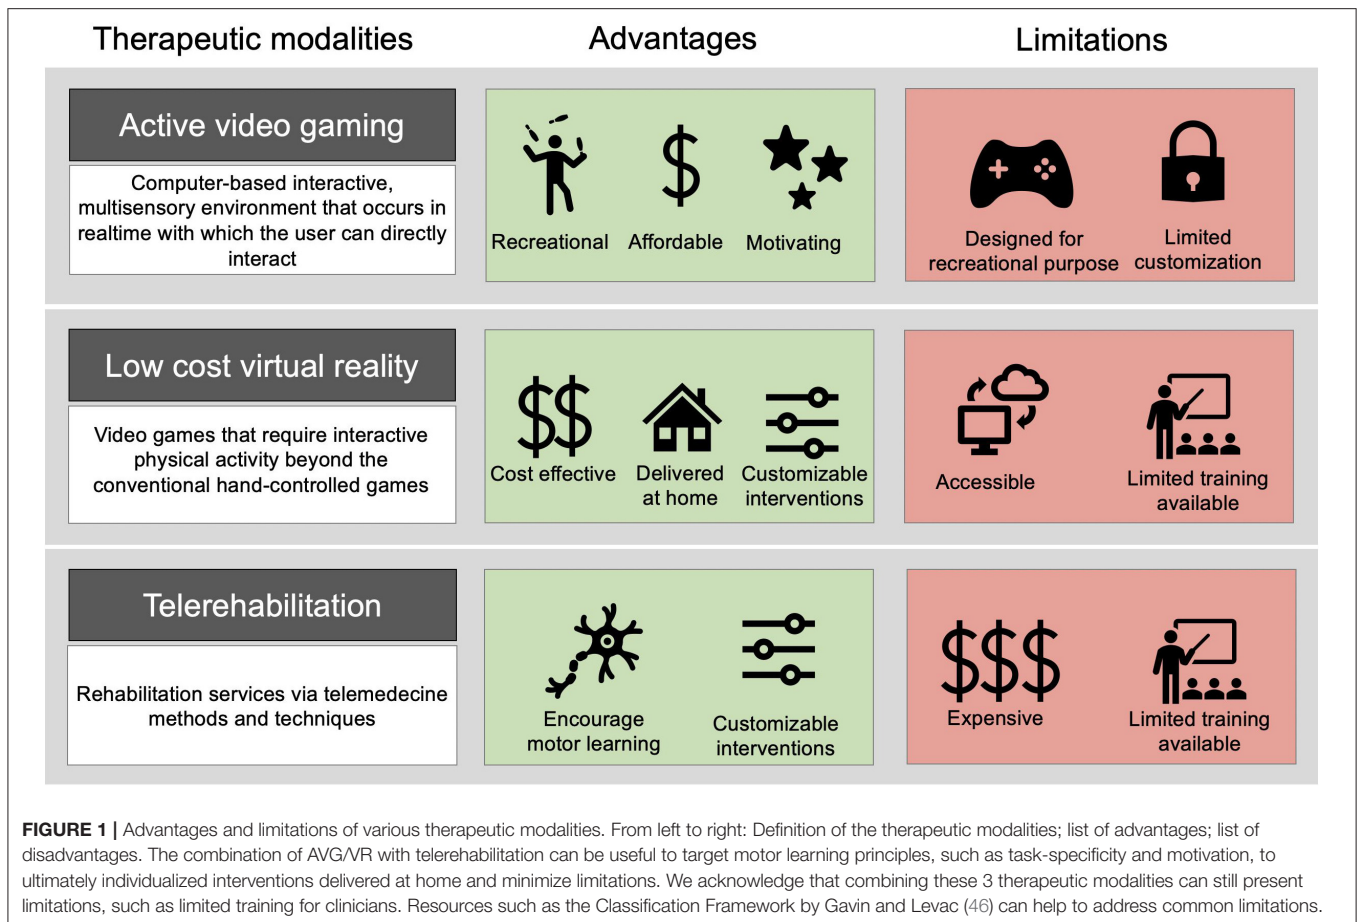 Therapeutic modalities
Advantages
Limitations
Active video gaming
Computer-based interactive,
multisensory environment that occurs in
realtime with which the user can directly
interact
Recreational
Affordable
Motivating
Designed for
recreational purpose
Limited
customization
Low cost virtual reality
Video games that require interactive
physical activity beyond the
conventional hand-controlled games
Cost effective
Delivered
at home
Customizable
interventions
Accessible
Limited training
available
Telerehabilitation
Rehabilitation services via telemedecine
methods and techniques
Encourage
motor learning
Customizable
interventions
Expensive
Limited training
available
FIGURE 1 | Advantages and limitations of various therapeutic modalities. From left to right: Definition of the therapeutic modalities; list of advantages; list of
disadvantages. The combination of AVG/VR with telerehabilitation can be useful to target motor learning principles, such as task-specificity and motivation, to
ultimately individualized interventions delivered at home and minimize limitations. We acknowledge that combining these 3 therapeutic modalities can still present
limitations, such as limited training for clinicians. Resources such as the Classification Framework by Gavin and Levac (46) can help to address common limitations.